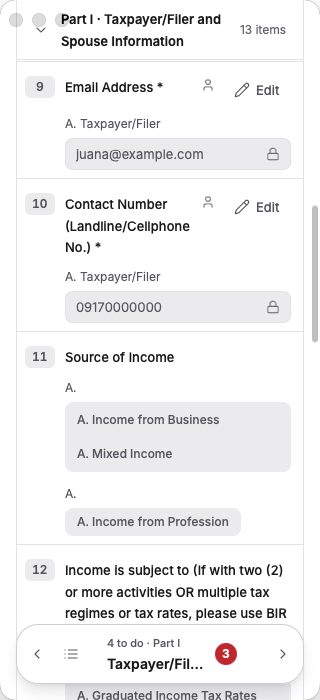 Part I · Taxpayer/Filer and
Spouse Information
13 items
9
Email Address *
Edit
A. Taxpayer/Filer
juana@example.com
10
Contact Number
(Landline/Cellphone
No.) *
Edit
A. Taxpayer/Filer
09170000000
11
Source of Income
A.
A. Income from Business
A. Mixed Income
A.
A. Income from Profession
12
Income is subject to (If with two (2)
or more activities OR multiple tax
regimes or tax rates, please use BIR
4 to do · Part I
Taxpayer/Fil...
3
A. Graduated Income Tax Rates